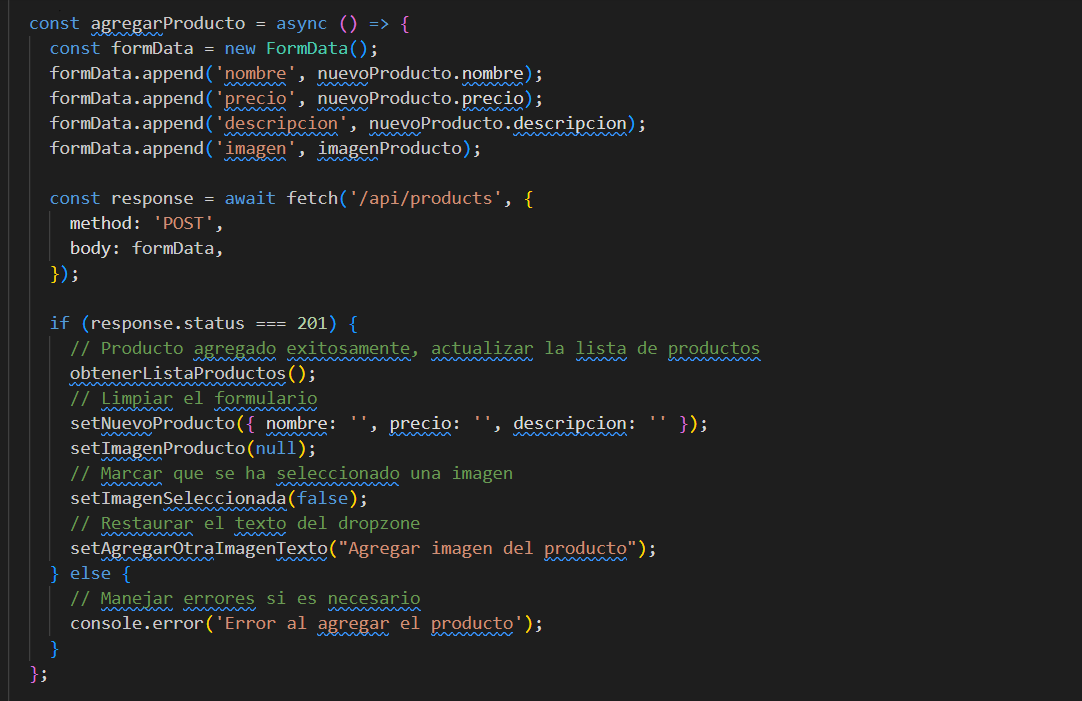 const agregarProducto = async () => {
const formData = new FormData();
formData.append('nombre', nuevoProducto.nombre);
formData.append('precio', nuevoProducto.precio);
formData.append('descripcion', nuevoProducto.descripcion);
formData.append('imagen', imagenProducto);
const response = await fetch('/api/products', {
method: 'POST',
body: formData,
});
if (response.status === 201) {
// Producto agregado exitosamente, actualizar la lista de productos
obtenerListaProductos();
// Limpiar el formulario
setNuevoProducto({ nombre: '', precio: '', descripcion: '' });
setImagenProducto(null);
// Marcar que se ha seleccionado una imagen
setImagenSeleccionada(false);
// Restaurar el texto del dropzone
setAgregarOtraImagenTexto("Agregar imagen del producto");
} else {
// Manejar errores si es necesario
console.error('Error al agregar el producto');
}
};